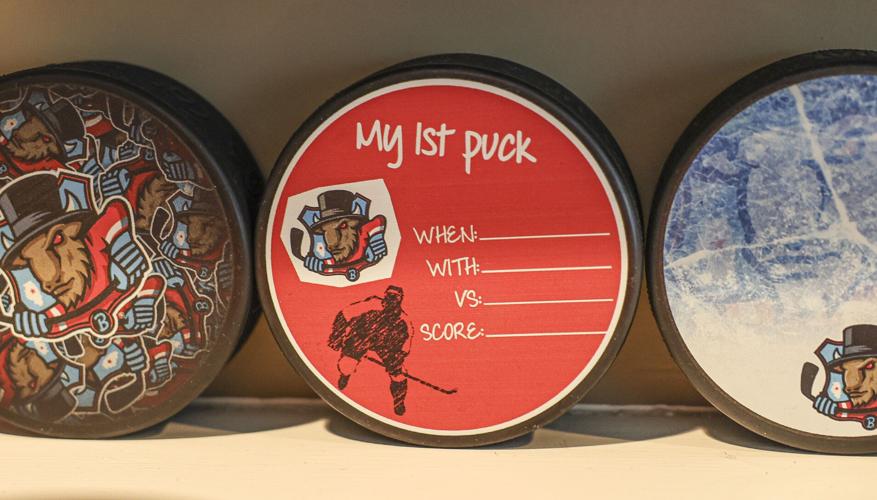 My 1st puck
WHEN:
WITH:
VS:
SCORE:
B
B